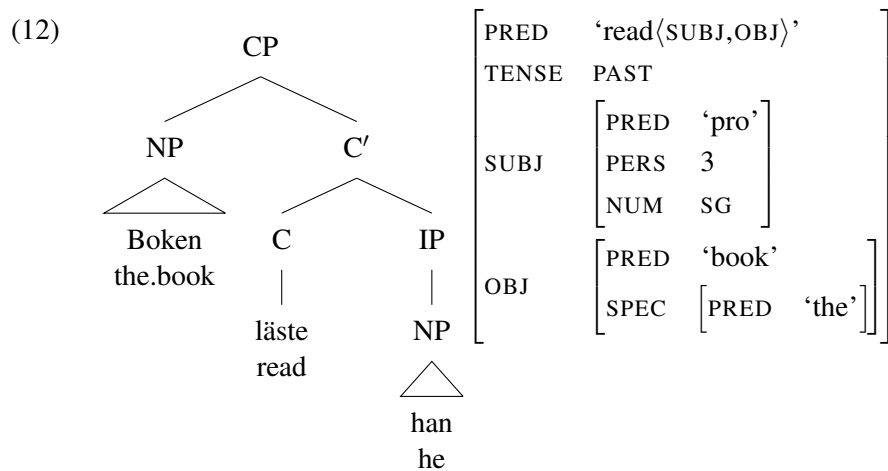 (12)
CP
NP C′
Boken C IP
the.book
läste NP
read
han
he
PRED ‘read⟨SUBJ,OBJ⟩’
TENSE PAST
SUBJ
PRED ‘pro’
PERS 3
NUM SG
OBJ
PRED ‘book’
SPEC [PRED ‘the’]